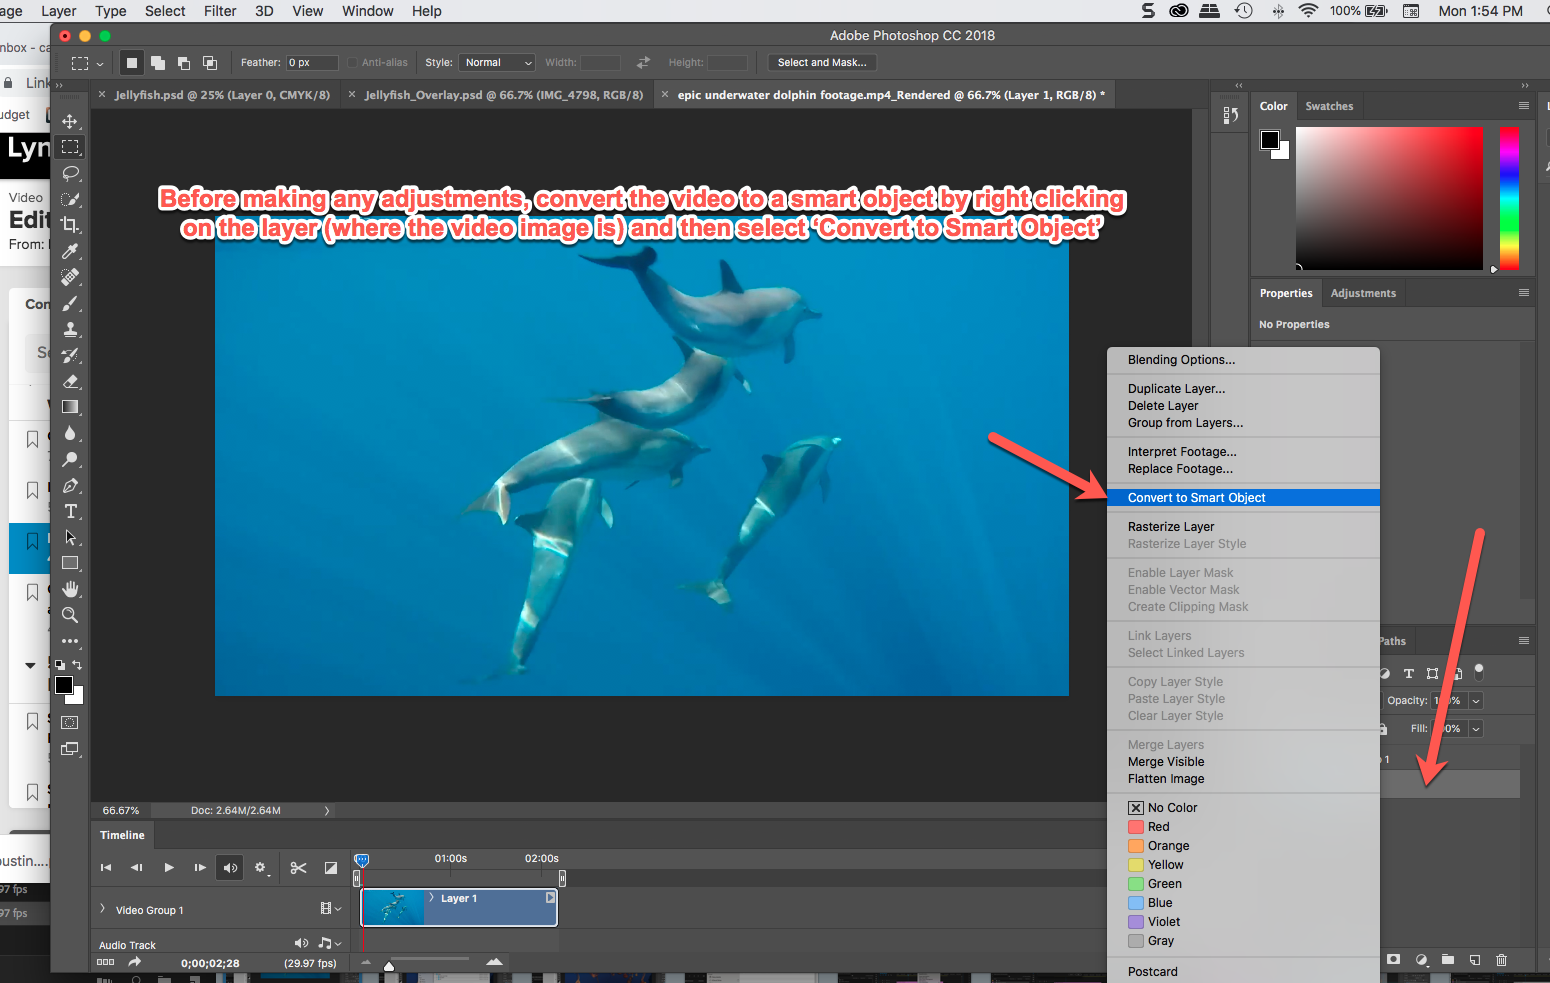 age Layer Type Select Filter 3D View Window Help
100%
Mon 1:54 PM
Adobe Photoshop CC 2018
Feather: 0 px Anti-alias Style: Normal Width: Height: Select and Mask...
Jellyfish.psd @ 25% (Layer 0, CMYK/8)
Jellyfish_Overlay.psd @ 66.7% (IMG_4798, RGB/8)
epic underwater dolphin footage.mp4_Rendered @ 66.7% (Layer 1, RGB/8) *
nbox - ca
Link
udget
Lyn
Video
Edit
From:
Con
Before making any adjustments, convert the video to a smart object by right clicking
on the layer (where the video image is) and then select ‘Convert to Smart Object’
Color Swatches
Properties Adjustments
No Properties
Blending Options...
Duplicate Layer...
Delete Layer
Group from Layers...
Interpret Footage...
Replace Footage...
Convert to Smart Object
Rasterize Layer
Rasterize Layer Style
Enable Layer Mask
Enable Vector Mask
Create Clipping Mask
Link Layers
Select Linked Layers
Copy Layer Style
Paste Layer Style
Clear Layer Style
Merge Layers
Merge Visible
Flatten Image
No Color
Red
Orange
Yellow
Green
Blue
Violet
Gray
Postcard
Paths
Opacity:
Fill:
1
66.67% Doc: 2.64M/2.64M
Timeline
01:00s 02:00s
Video Group 1
Layer 1
Audio Track
0;00;02;28 (29.97 fps)
oustin....
97 fps
97 fps